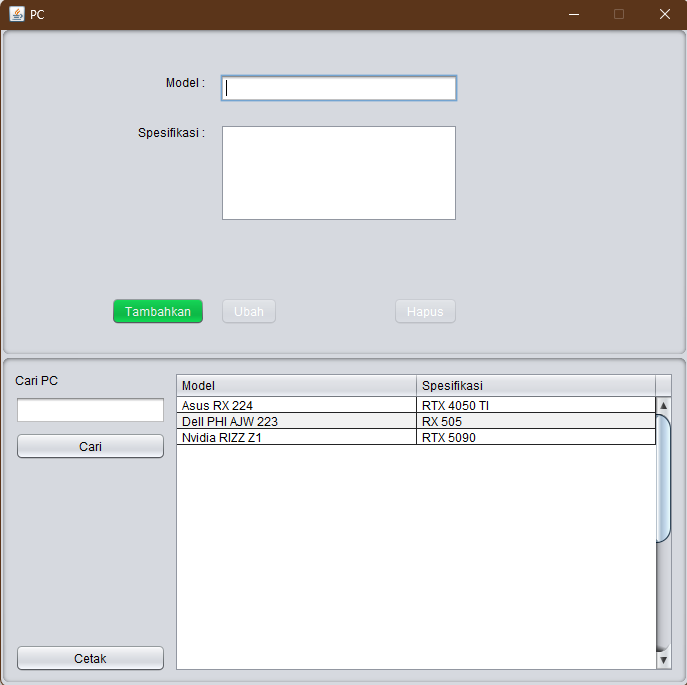 PC
Model :
Spesifikasi :
Tambahkan Ubah Hapus
Cari PC
Cari
Cetak
Model Spesifikasi
Asus RX 224 RTX 4050 TI
Dell PHI AJW 223 RX 505
Nvidia RIZZ Z1 RTX 5090